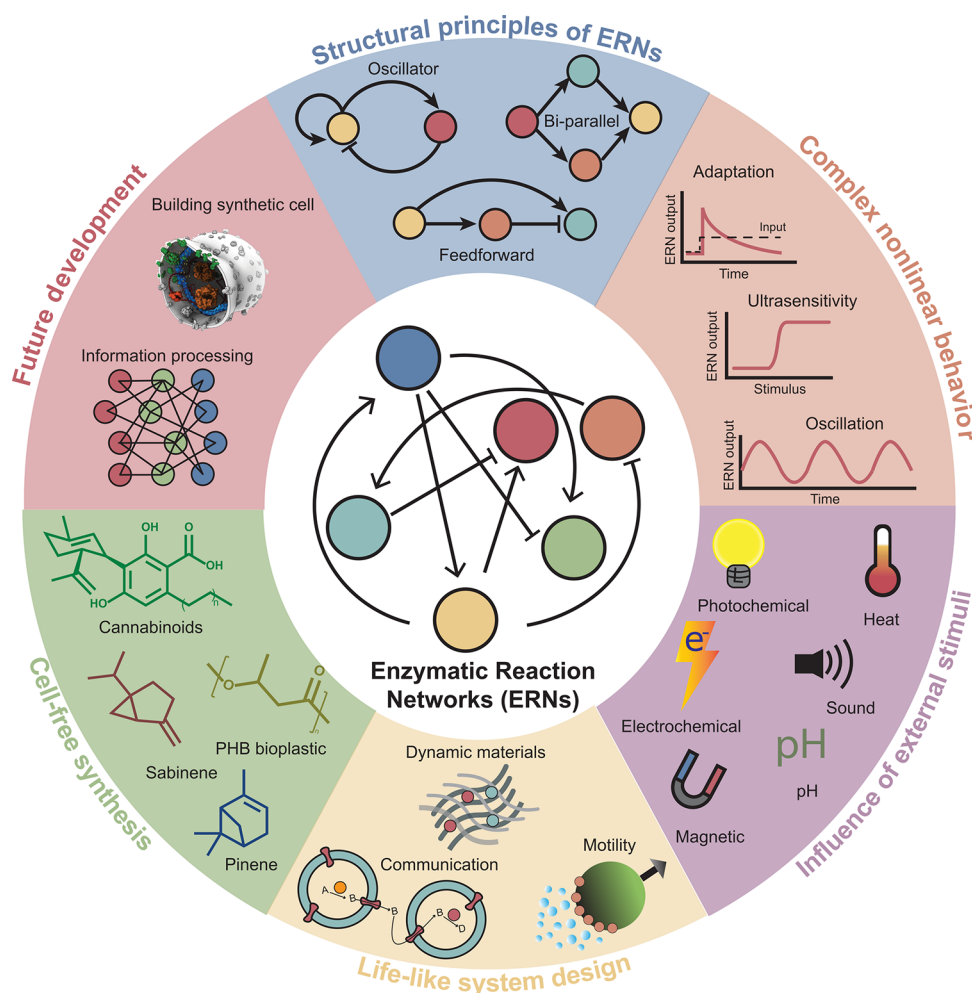 Structural principles of ERNs
Oscillator
Bi-parallel
Feedforward
Complex nonlinear behavior
Adaptation
ERN output
Input
Time
Ultrasensitivity
ERN output
Stimulus
Oscillation
ERN output
Time
Future development
Building synthetic cell
Information processing
Enzymatic Reaction
Networks (ERNs)
Influence of external stimuli
Photochemical
Heat
e-
Electrochemical
Sound
pH
pH
Magnetic
Cell-free synthesis
OH
O
OH
HO
n
Cannabinoids
O
O
n
PHB bioplastic
Sabinene
Pinene
Life-like system design
Dynamic materials
Communication
A
B
B
B
D
Motility